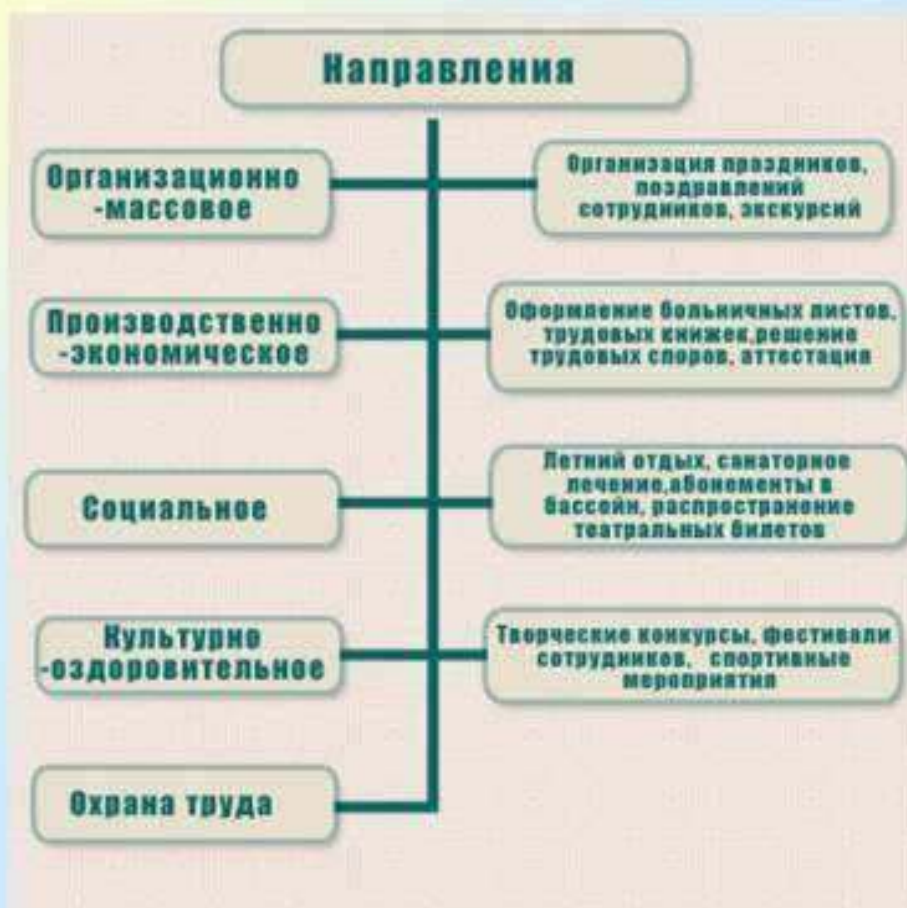 Направления
Организационно
-массовое
Организация праздников,
поздравлений
сотрудников, экскурсий
Производственно
-экономическое
Оформление больничных листов,
трудовых книжек,решение
трудовых споров, аттестация
Социальное
Летний отдых, санаторное
лечение,абонементы в
бассейн, распространение
театральных билетов
Культурно
-оздоровительное
Творческие конкурсы, фестивали
сотрудников, спортивные
мероприятия
Охрана труда